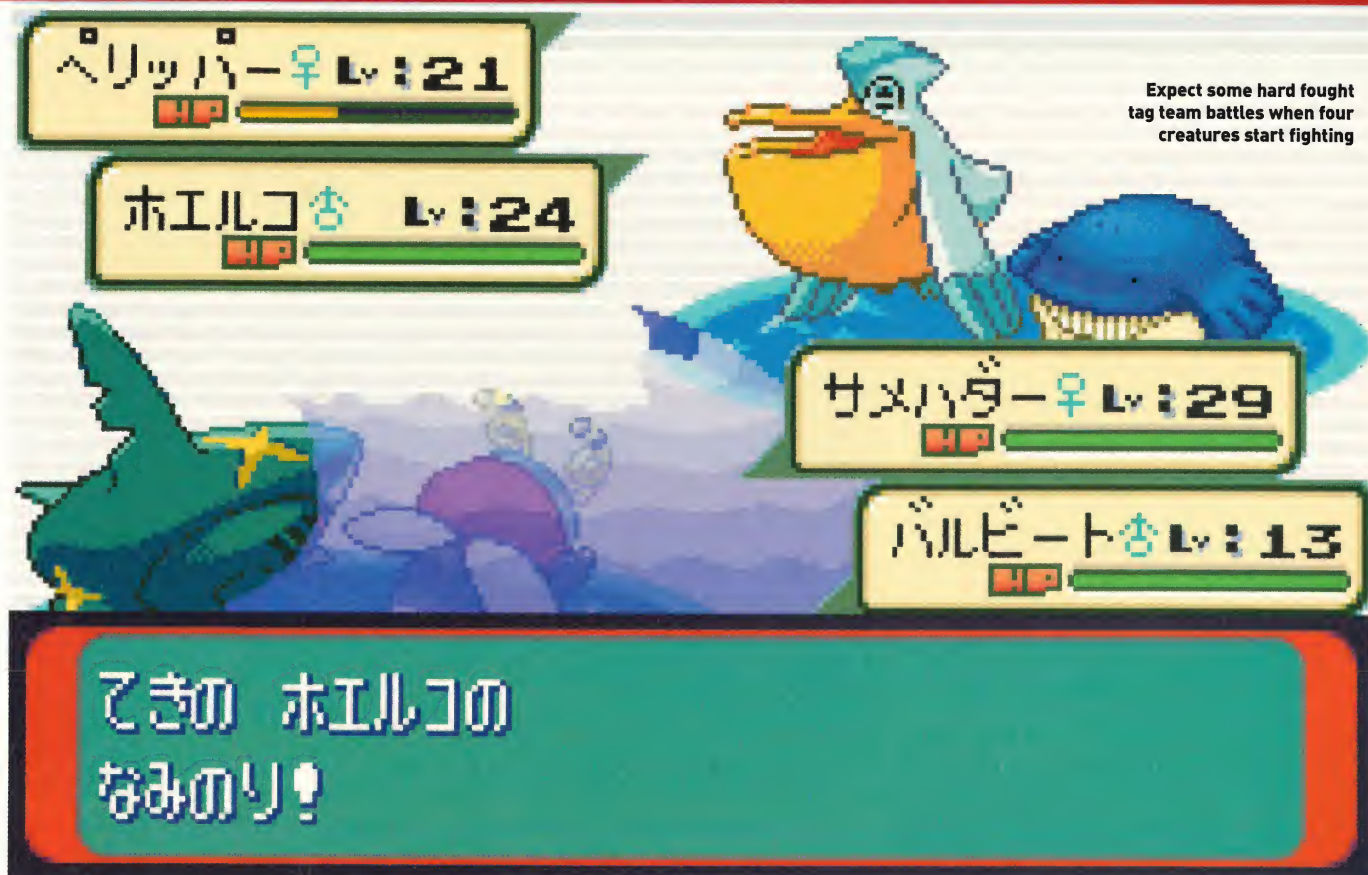 ペリッパー♀ Lv:21
HP
ホエルコ♂ Lv:24
HP
Expect some hard fought
tag team battles when four
creatures start fighting
サメハダー♀ Lv:29
HP
バルビート♂ Lv:13
HP
てきの ホエルコの
なみのり!